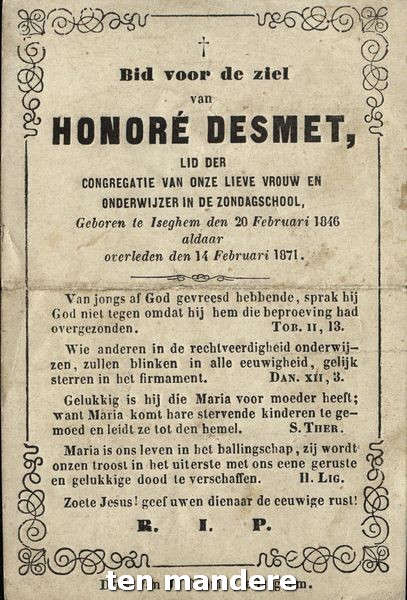 †
Bid voor de ziel
van
HONORÉ DESMET,
LID DER
CONGREGATIE VAN ONZE LIEVE VROUW EN
ONDERWIJZER IN DE ZONDAGSCHOOL,
Geboren te Iseghem den 20 Februari 1846
aldaar
overleden den 14 Februari 1871.
Van jongs af God gevreesd hebbende, sprak hij
God niet tegen omdat hij hem die beproeving had
overgezonden. TOB. II, 13.
Wie anderen in de rechtveerdigheid onderwij-
zen, zullen blinken in alle eeuwigheid, gelijk
sterren in het firmament. DAN. XII, 3.
Gelukkig is hij die Maria voor moeder heeft;
want Maria komt hare stervende kinderen te ge-
moed en leidt ze tot den hemel. S. THER.
Maria is ons leven in het ballingschap, zij wordt
onzen troost in het uiterste met ons eene geruste
en gelukkige dood te verschaffen. H. LIG.
Zoete Jesus! geef uwen dienaar de eeuwige rust!
R. I. P.
ten mandere